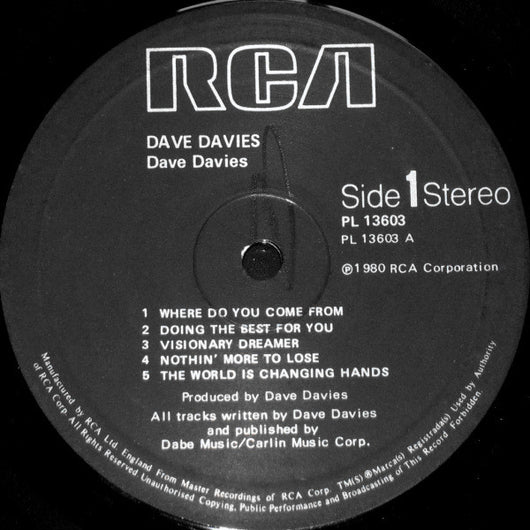 RCA
DAVE DAVIES
Dave Davies
Side 1 Stereo
PL 13603
PL 13603 A
℗1980 RCA Corporation
1 WHERE DO YOU COME FROM
2 DOING THE BEST FOR YOU
3 VISIONARY DREAMER
4 NOTHIN' MORE TO LOSE
5 THE WORLD IS CHANGING HANDS
Produced by Dave Davies
All tracks written by Dave Davies
and published by
Dabe Music/Carlin Music Corp.
Manufactured by RCA Ltd. England From Master Recordings of RCA Corp. TM(S)® Marca(s) Registrada(s) Used by Authority
of RCA Corp. All Rights Reserved Unauthorised Copying, Public Performance and Broadcasting of This Record Forbidden.